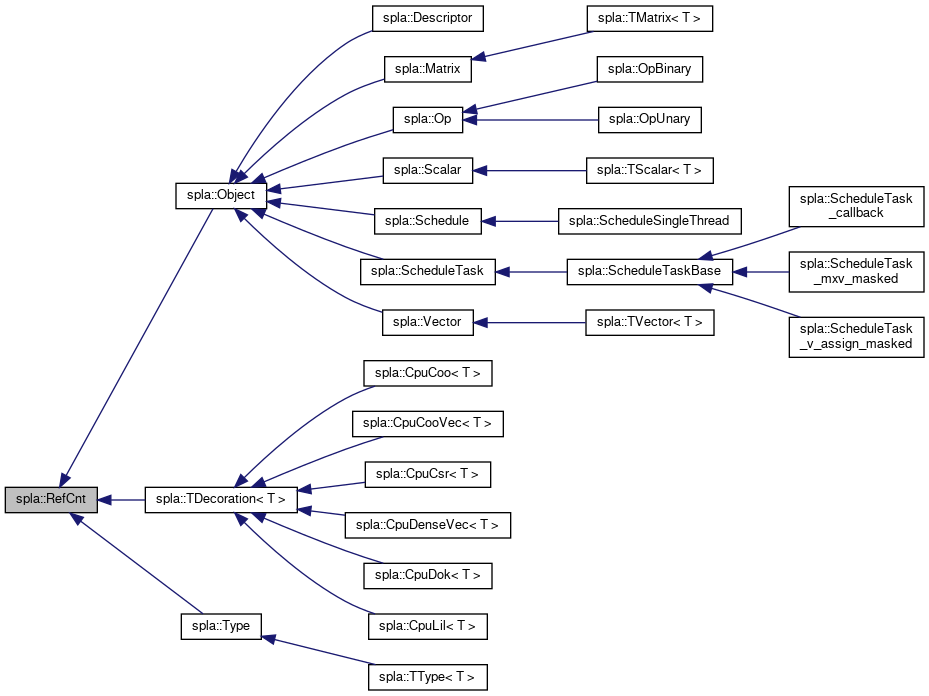 spla::Descriptor
spla::TMatrix< T >
spla::Matrix
spla::OpBinary
spla::Op
spla::OpUnary
spla::Scalar
spla::TScalar< T >
spla::Object
spla::Schedule
spla::ScheduleSingleThread
spla::ScheduleTask
_callback
spla::ScheduleTask
spla::ScheduleTaskBase
spla::ScheduleTask
_mxv_masked
spla::Vector
spla::TVector< T >
spla::ScheduleTask
_v_assign_masked
spla::CpuCoo< T >
spla::CpuCooVec< T >
spla::CpuCsr< T >
spla::RefCnt
spla::TDecoration< T >
spla::CpuDenseVec< T >
spla::CpuDok< T >
spla::CpuLil< T >
spla::Type
spla::TType< T >